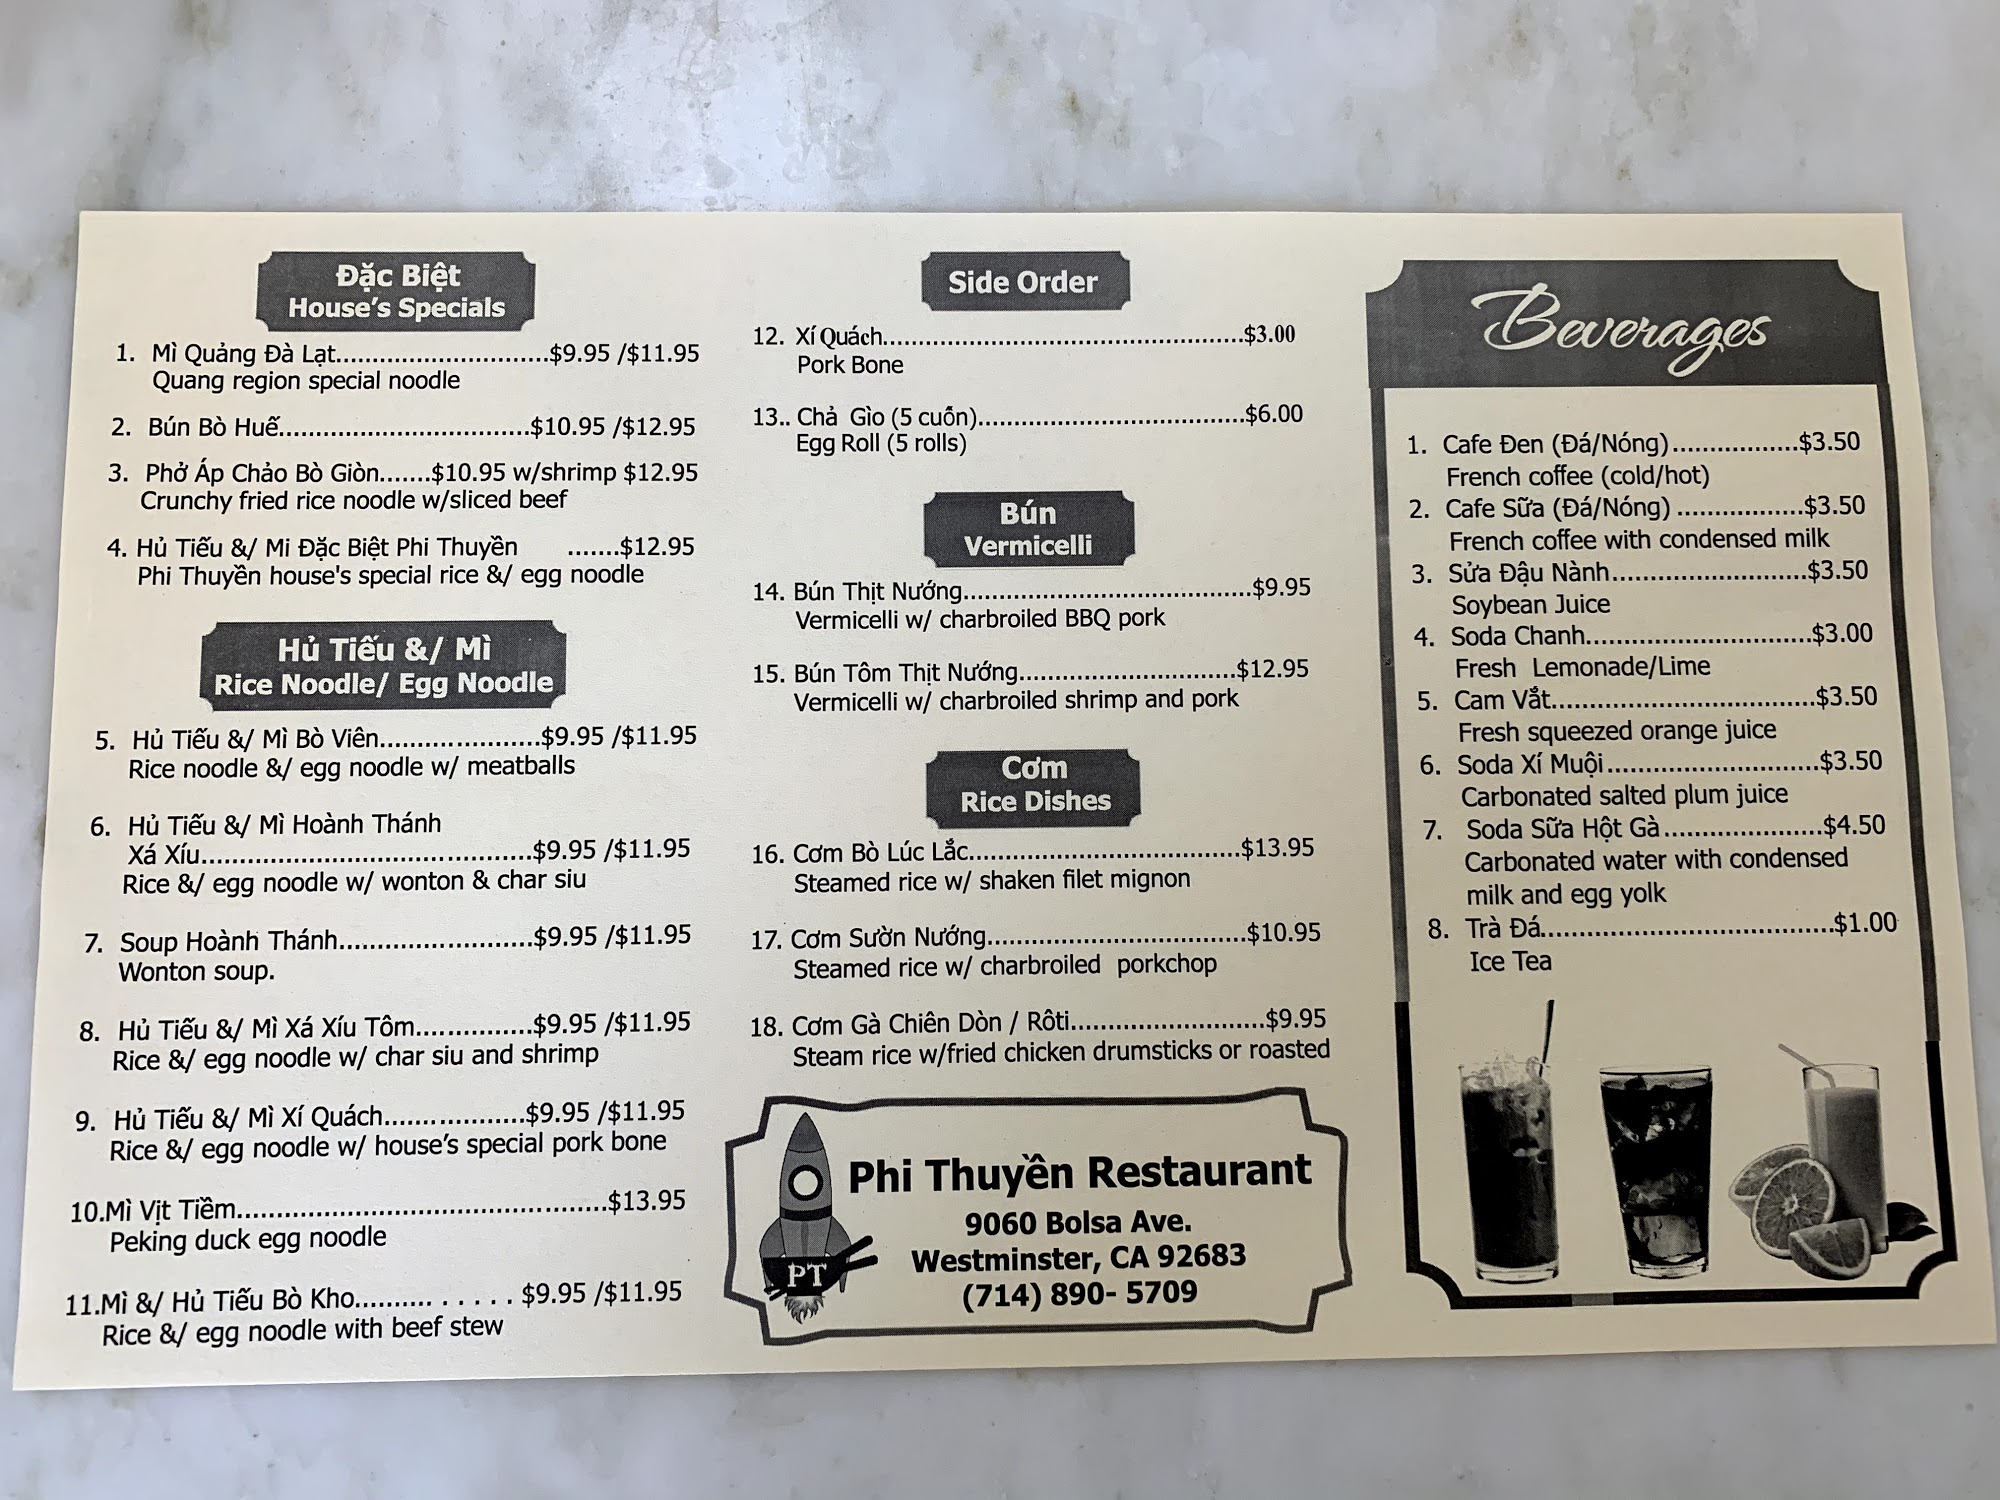 Đặc Biệt
House's Specials
1. Mì Quảng Đà Lạt.............................$9.95 /$11.95
Quang region special noodle
2. Bún Bò Huế..................................$10.95 /$12.95
3. Phở Áp Chảo Bò Giòn.......$10.95 w/shrimp $12.95
Crunchy fried rice noodle w/sliced beef
4. Hủ Tiếu &/ Mi Đặc Biệt Phi Thuyền .......$12.95
Phi Thuyền house's special rice &/ egg noodle
Hủ Tiếu &/ Mì
Rice Noodle/ Egg Noodle
5. Hủ Tiếu &/ Mì Bò Viên......................$9.95 /$11.95
Rice noodle &/ egg noodle w/ meatballs
6. Hủ Tiếu &/ Mì Hoành Thánh
Xá Xíu.............................................$9.95 /$11.95
Rice &/ egg noodle w/ wonton & char siu
7. Soup Hoành Thánh..........................$9.95 /$11.95
Wonton soup.
8. Hủ Tiếu &/ Mì Xá Xíu Tôm................$9.95 /$11.95
Rice &/ egg noodle w/ char siu and shrimp
9. Hủ Tiếu &/ Mì Xí Quách...................$9.95 /$11.95
Rice &/ egg noodle w/ house's special pork bone
10.Mì Vịt Tiềm..................................................$13.95
Peking duck egg noodle
11.Mì &/ Hủ Tiếu Bò Kho.......... . . . . . $9.95 /$11.95
Rice &/ egg noodle with beef stew
Side Order
12. Xí Quách.................................................$3.00
Pork Bone
13.. Chả Gìo (5 cuốn)....................................$6.00
Egg Roll (5 rolls)
Bún
Vermicelli
14. Bún Thịt Nướng.......................................$9.95
Vermicelli w/ charbroiled BBQ pork
15. Bún Tôm Thịt Nướng.............................$12.95
Vermicelli w/ charbroiled shrimp and pork
Cơm
Rice Dishes
16. Cơm Bò Lúc Lắc.....................................$13.95
Steamed rice w/ shaken filet mignon
17. Cơm Sườn Nướng...................................$10.95
Steamed rice w/ charbroiled porkchop
18. Cơm Gà Chiên Dòn / Rôti..........................$9.95
Steam rice w/fried chicken drumsticks or roasted
PT
Phi Thuyền Restaurant
9060 Bolsa Ave.
Westminster, CA 92683
(714) 890- 5709
Beverages
1. Cafe Đen (Đá/Nóng).................$3.50
French coffee (cold/hot)
2. Cafe Sữa (Đá/Nóng) .................$3.50
French coffee with condensed milk
3. Sửa Đậu Nành..........................$3.50
Soybean Juice
4. Soda Chanh..............................$3.00
Fresh Lemonade/Lime
5. Cam Vắt...................................$3.50
Fresh squeezed orange juice
6. Soda Xí Muội............................$3.50
Carbonated salted plum juice
7. Soda Sữa Hột Gà.....................$4.50
Carbonated water with condensed
milk and egg yolk
8. Trà Đá.......................................$1.00
Ice Tea